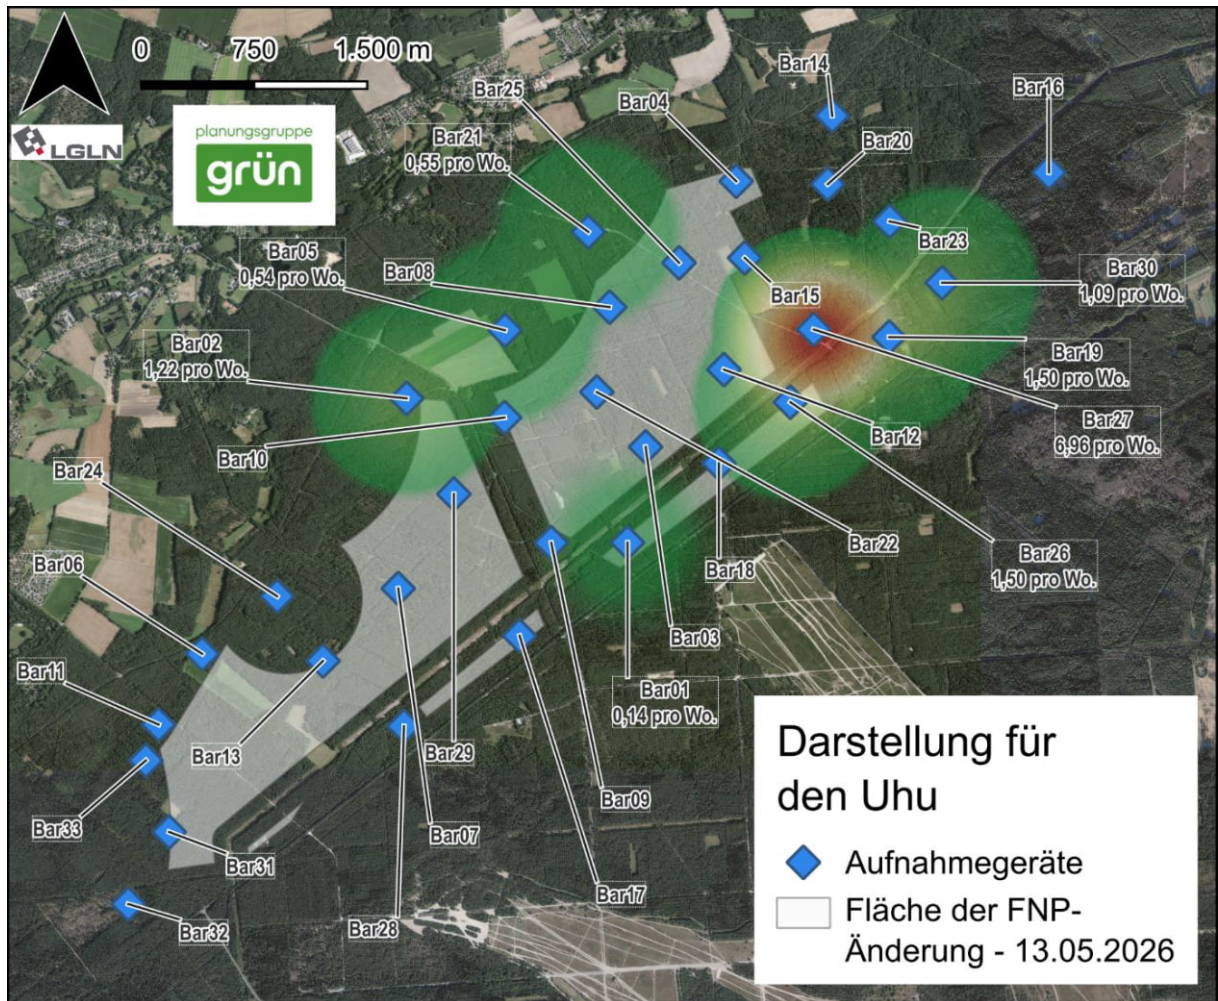 0 750 1.500 m
LGLN
planungsgruppe
grün
Bar14
Bar16
Bar25
Bar04
Bar21
0,55 pro Wo.
Bar20
Bar23
Bar05
0,54 pro Wo.
Bar08
Bar15
Bar30
1,09 pro Wo.
Bar02
1,22 pro Wo.
Bar19
1,50 pro Wo.
Bar27
6,96 pro Wo.
Bar12
Bar10
Bar24
Bar22
Bar26
1,50 pro Wo.
Bar18
Bar06
Bar03
Bar11
Bar01
0,14 pro Wo.
Bar13
Bar29
Bar09
Bar33
Bar07
Bar31
Bar17
Bar28
Bar32
Darstellung für
den Uhu
Aufnahmegeräte
Fläche der FNP-
Änderung - 13.05.2026